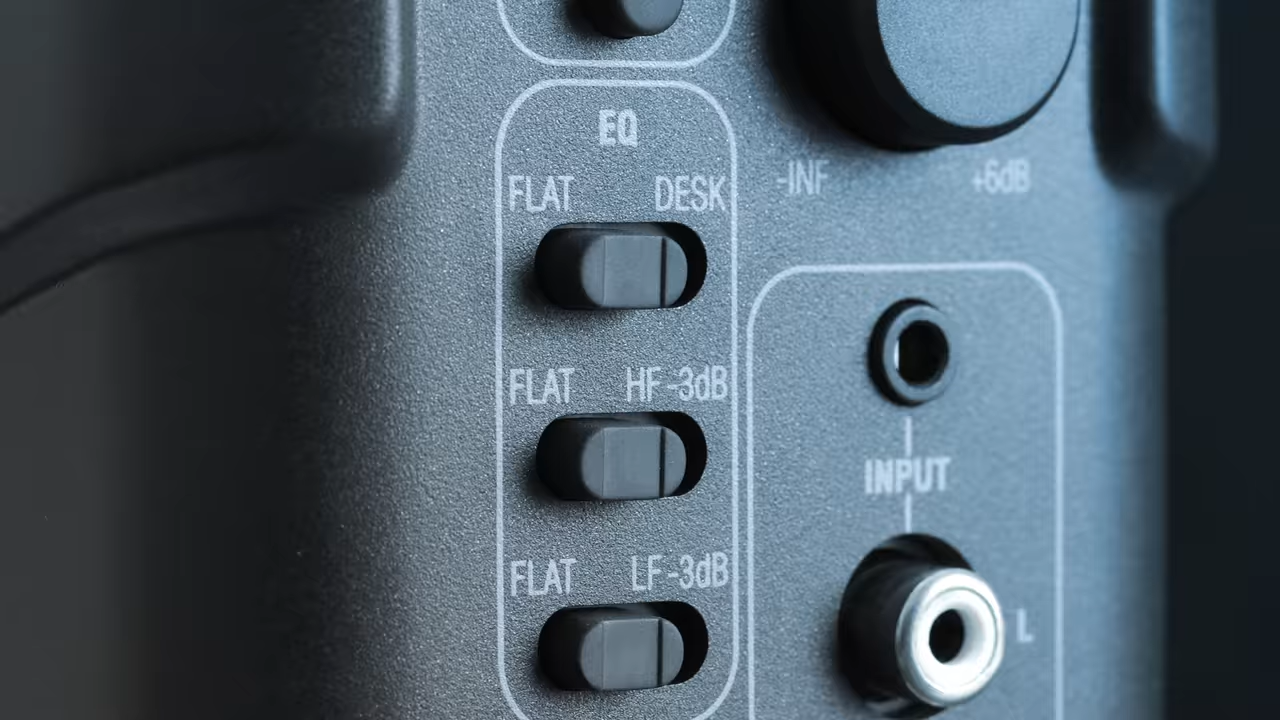 EQ
FLAT DESK
-INF +6dB
FLAT HF -3dB
INPUT
FLAT LF -3dB
L